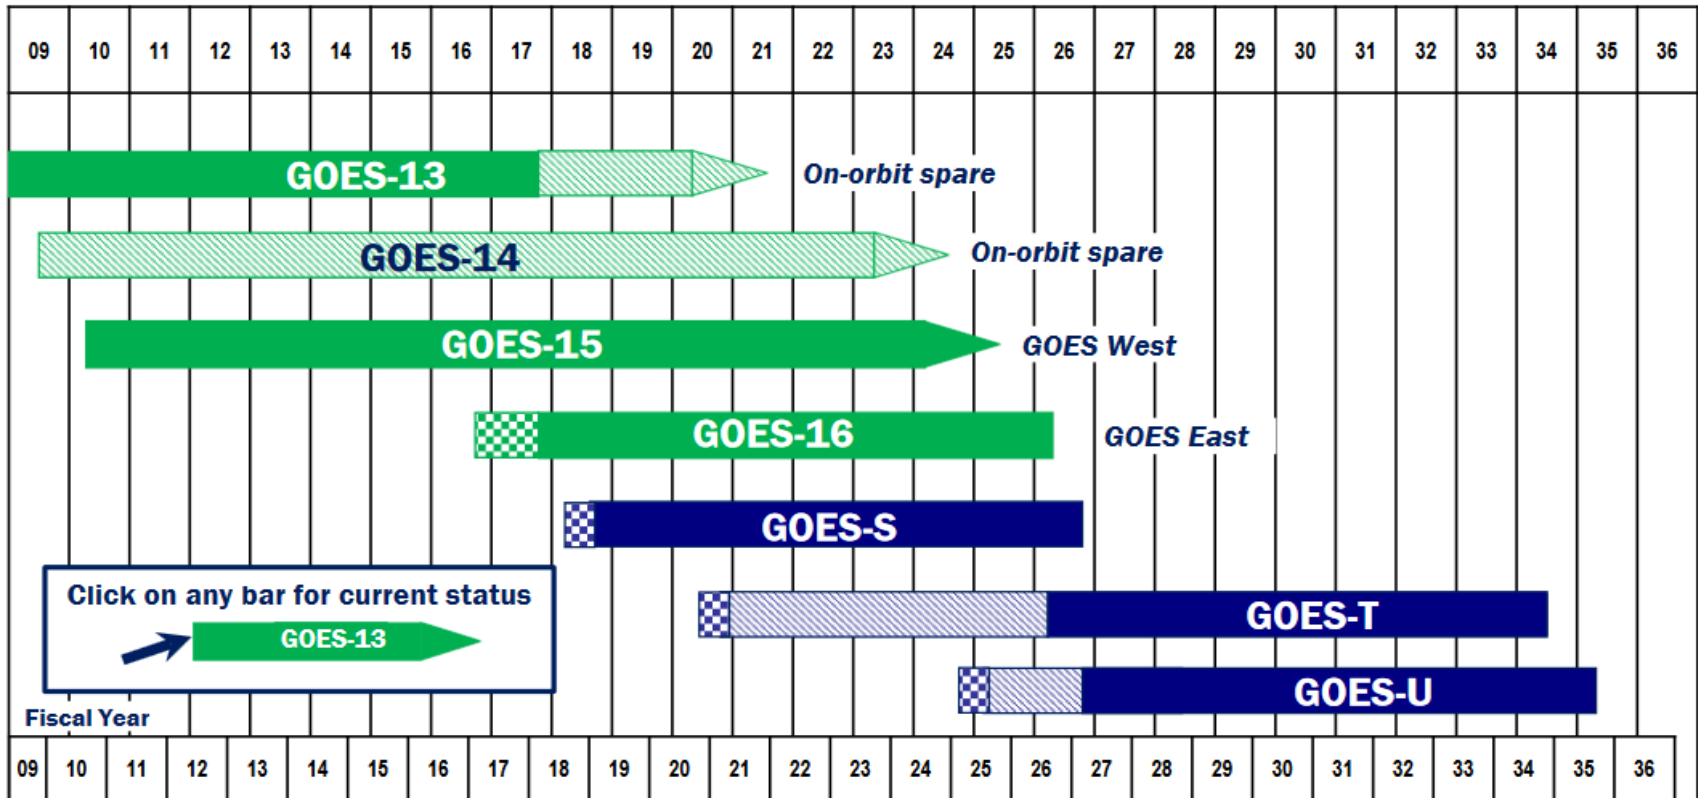 09 10 11 12 13 14 15 16 17 18 19 20 21 22 23 24 25 26 27 28 29 30 31 32 33 34 35 36
GOES-13 On-orbit spare
GOES-14 On-orbit spare
GOES-15 GOES West
GOES-16 GOES East
GOES-S
Click on any bar for current status
GOES-13
GOES-T
GOES-U
Fiscal Year
09 10 11 12 13 14 15 16 17 18 19 20 21 22 23 24 25 26 27 28 29 30 31 32 33 34 35 36